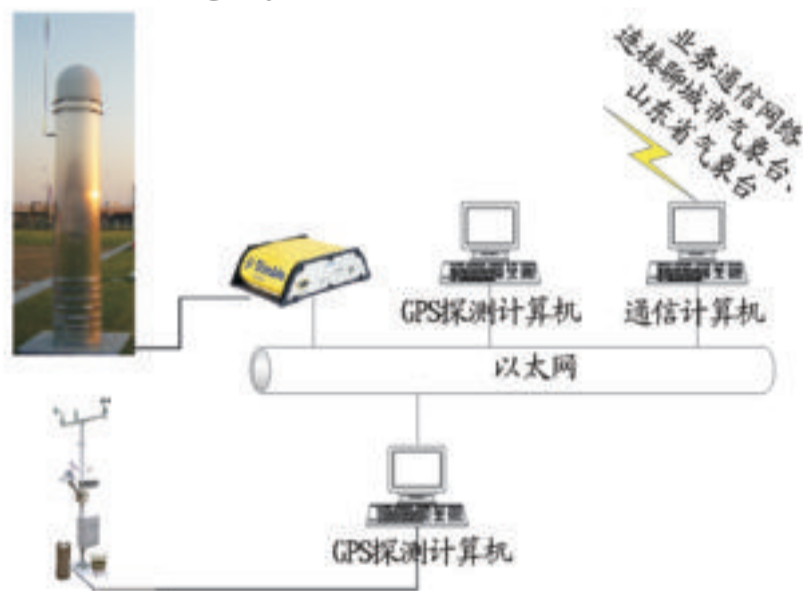 业务通信网络
连接聊城市气象台、
山东省气象台
Trimble
GPS探测计算机
通信计算机
以太网
GPS探测计算机